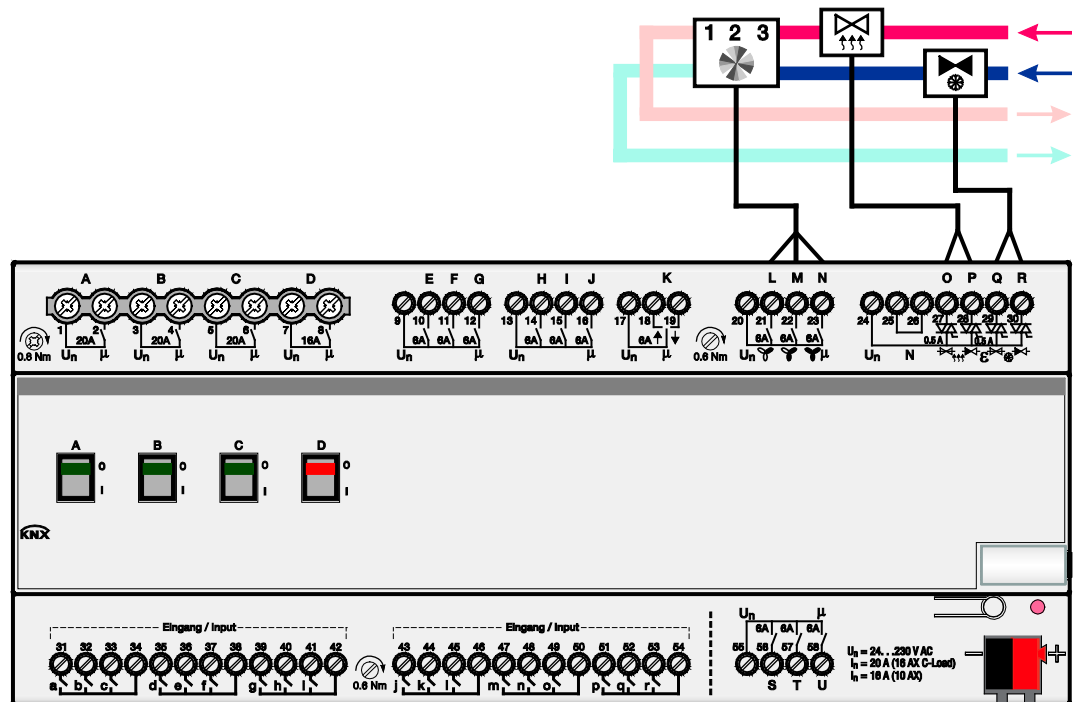 1 2 3
A B C D E F G H I J K L M N O P Q R
1 2 3 4 5 6 7 8 9 10 11 12 13 14 15 16 17 18 19 20 21 22 23 24 25 26 27 28 29 30
20A 20A 20A 16A 6A 6A 6A 6A 6A 6A 6A 6A 6A 6A 0.5 A 0.5 A
0.6 Nm Un µ Un µ Un µ Un µ Un µ Un µ Un µ 0.6 Nm Un µ Un N ε
A B C D
O O O O
I I I I
KNX
Eingang / Input Eingang / Input
Un µ
6A 6A 6A
31 32 33 34 35 36 37 38 39 40 41 42 43 44 45 46 47 48 49 50 51 52 53 54 55 56 57 58
a b c d e f g h i 0.6 Nm j k l m n o p q r S T U
Un = 24. . .230 V AC
In = 20 A (16 AX C-Load)
In = 16 A (10 AX)
− +